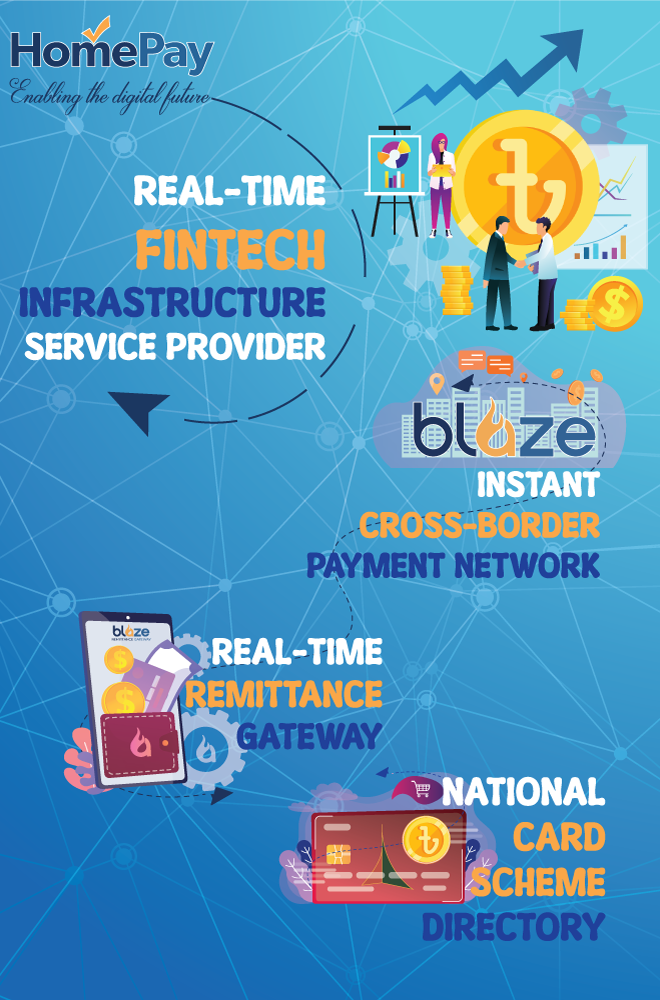 HomePay
Enabling the digital future
REAL-TIME
FINTECH
INFRASTRUCTURE
SERVICE PROVIDER
৳
$
blaze
INSTANT
CROSS-BORDER
PAYMENT NETWORK
blaze
REMITTANCE GATEWAY
$
$
REAL-TIME
REMITTANCE
GATEWAY
NATIONAL
৳
CARD
SCHEME
DIRECTORY